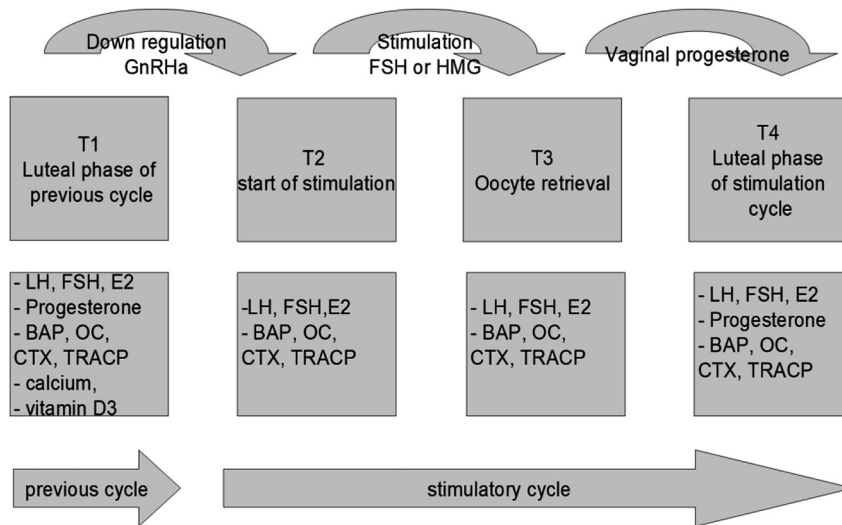 Down regulation
GnRHa
Stimulation
FSH or HMG
Vaginal progesterone
T1
Luteal phase of
previous cycle
T2
start of stimulation
T3
Oocyte retrieval
T4
Luteal phase
of stimulation
cycle
- LH, FSH, E2
- Progesterone
- BAP, OC,
CTX, TRACP
- calcium,
- vitamin D3
-LH, FSH,E2
- BAP, OC,
CTX, TRACP
- LH, FSH, E2
- BAP, OC,
CTX, TRACP
- LH, FSH, E2
- Progesterone
- BAP, OC,
CTX, TRACP
previous cycle
stimulatory cycle